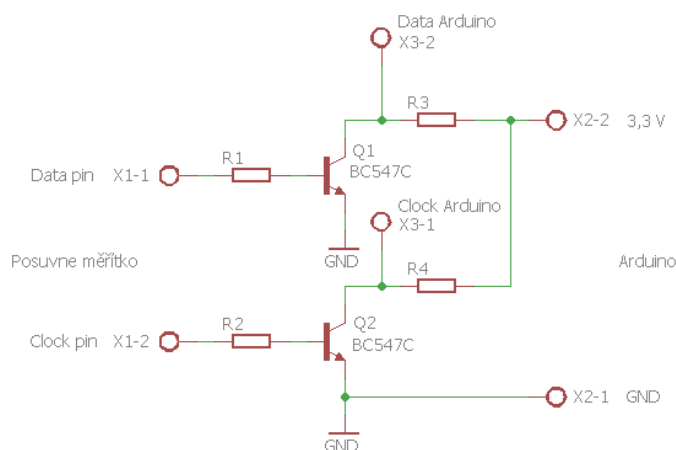 Data Arduino
X3-2
R3
X2-2 3,3 V
Q1
BC547C
R1
Data pin X1-1
Clock Arduino
X3-1
GND
Posuvne měřítko
R4
Arduino
Q2
BC547C
R2
Clock pin X1-2
X2-1 GND
GND